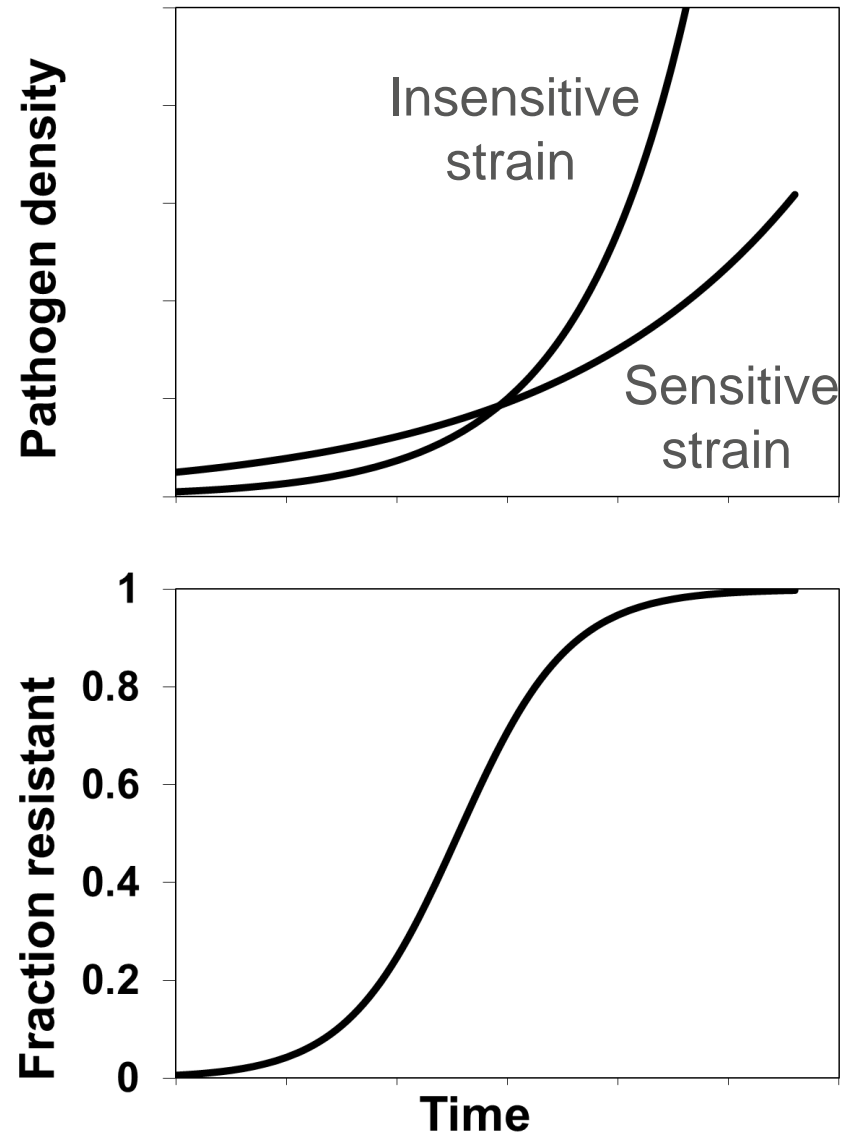 Pathogen density
Insensitive
strain
Sensitive
strain
Fraction resistant
1
0.8
0.6
0.4
0.2
0
Time